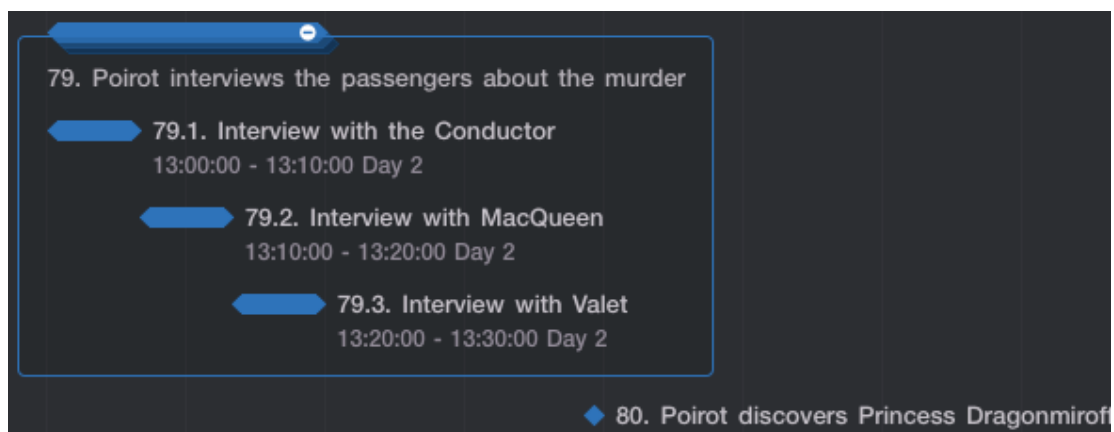 79. Poirot interviews the passengers about the murder
79.1. Interview with the Conductor
13:00:00 - 13:10:00 Day 2
79.2. Interview with MacQueen
13:10:00 - 13:20:00 Day 2
79.3. Interview with Valet
13:20:00 - 13:30:00 Day 2
80. Poirot discovers Princess Dragonmiroff